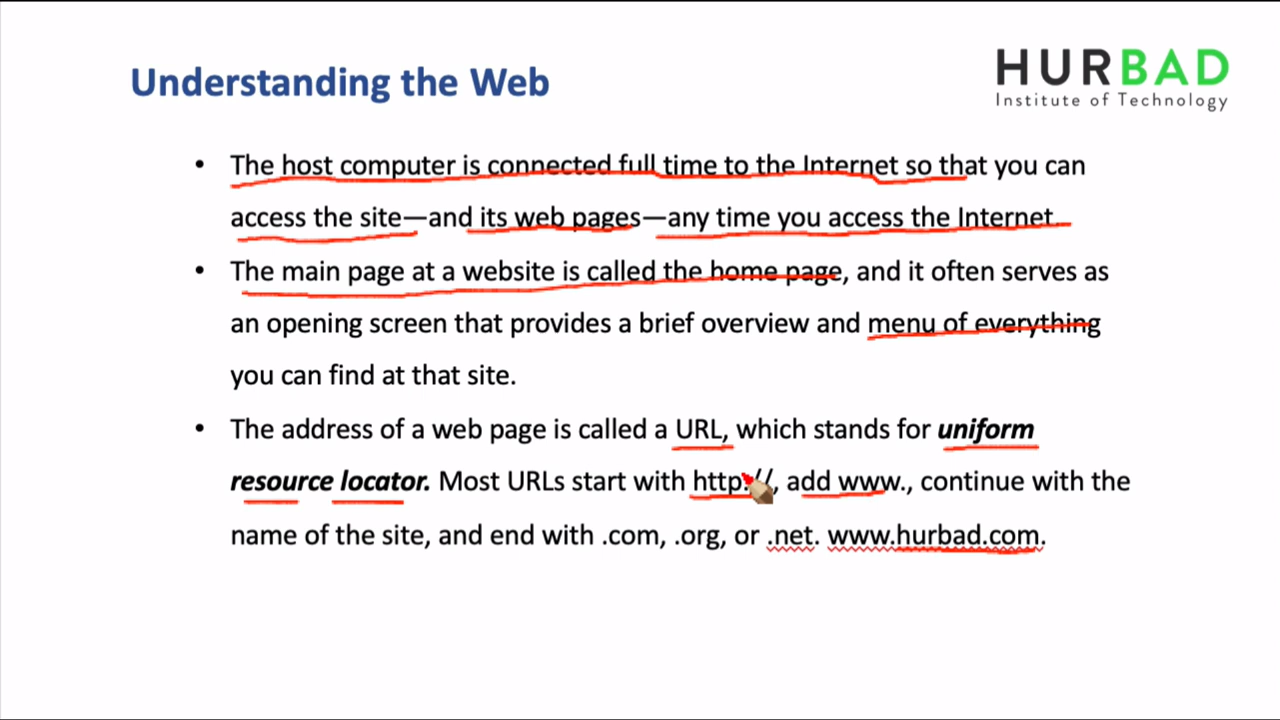 Understanding the Web
HURBAD
Institute of Technology
• The host computer is connected full time to the Internet so that you can
access the site—and its web pages—any time you access the Internet.
• The main page at a website is called the home page, and it often serves as
an opening screen that provides a brief overview and menu of everything
you can find at that site.
• The address of a web page is called a URL, which stands for uniform
resource locator. Most URLs start with http://, add www., continue with the
name of the site, and end with .com, .org, or .net. www.hurbad.com.